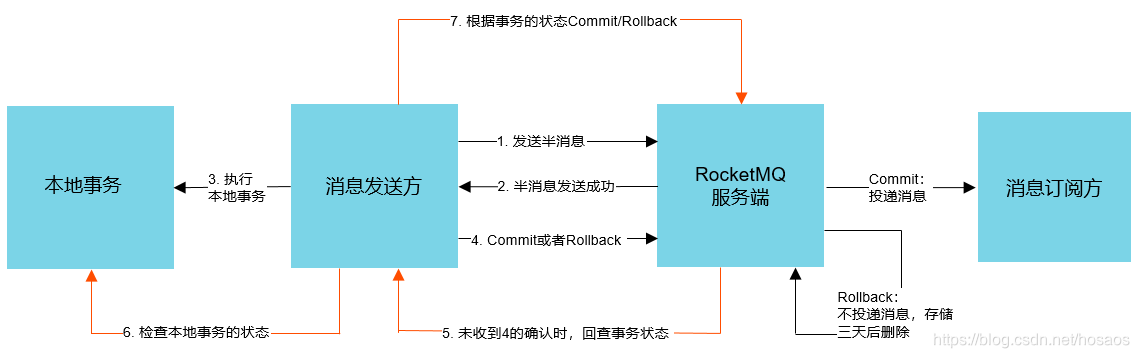 7. 根据事务的状态Commit/Rollback
本地事务
消息发送方
RocketMQ
服务端
消息订阅方
1. 发送半消息
2. 半消息发送成功
3. 执行
本地事务
4. Commit或者Rollback
Commit：
投递消息
Rollback：
不投递消息，存储
三天后删除
5. 未收到4的确认时，回查事务状态
6. 检查本地事务的状态
https://blog.csdn.net/hosaos